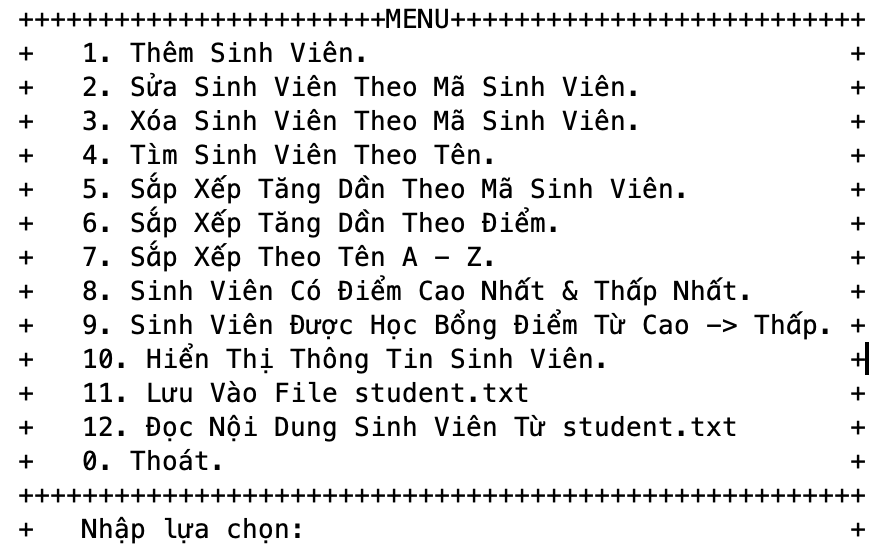 +++++++++++++++++++++++MENU++++++++++++++++++++++++++
+   1. Thêm Sinh Viên.                              +
+   2. Sửa Sinh Viên Theo Mã Sinh Viên.             +
+   3. Xóa Sinh Viên Theo Mã Sinh Viên.             +
+   4. Tìm Sinh Viên Theo Tên.                      +
+   5. Sắp Xếp Tăng Dần Theo Mã Sinh Viên.          +
+   6. Sắp Xếp Tăng Dần Theo Điểm.                  +
+   7. Sắp Xếp Theo Tên A - Z.                      +
+   8. Sinh Viên Có Điểm Cao Nhất & Thấp Nhất.      +
+   9. Sinh Viên Được Học Bổng Điểm Từ Cao -> Thấp. +
+   10. Hiển Thị Thông Tin Sinh Viên.               +
+   11. Lưu Vào File student.txt                    +
+   12. Đọc Nội Dung Sinh Viên Từ student.txt       +
+   0. Thoát.                                       +
+++++++++++++++++++++++++++++++++++++++++++++++++++++
+   Nhập lựa chọn:                                  +